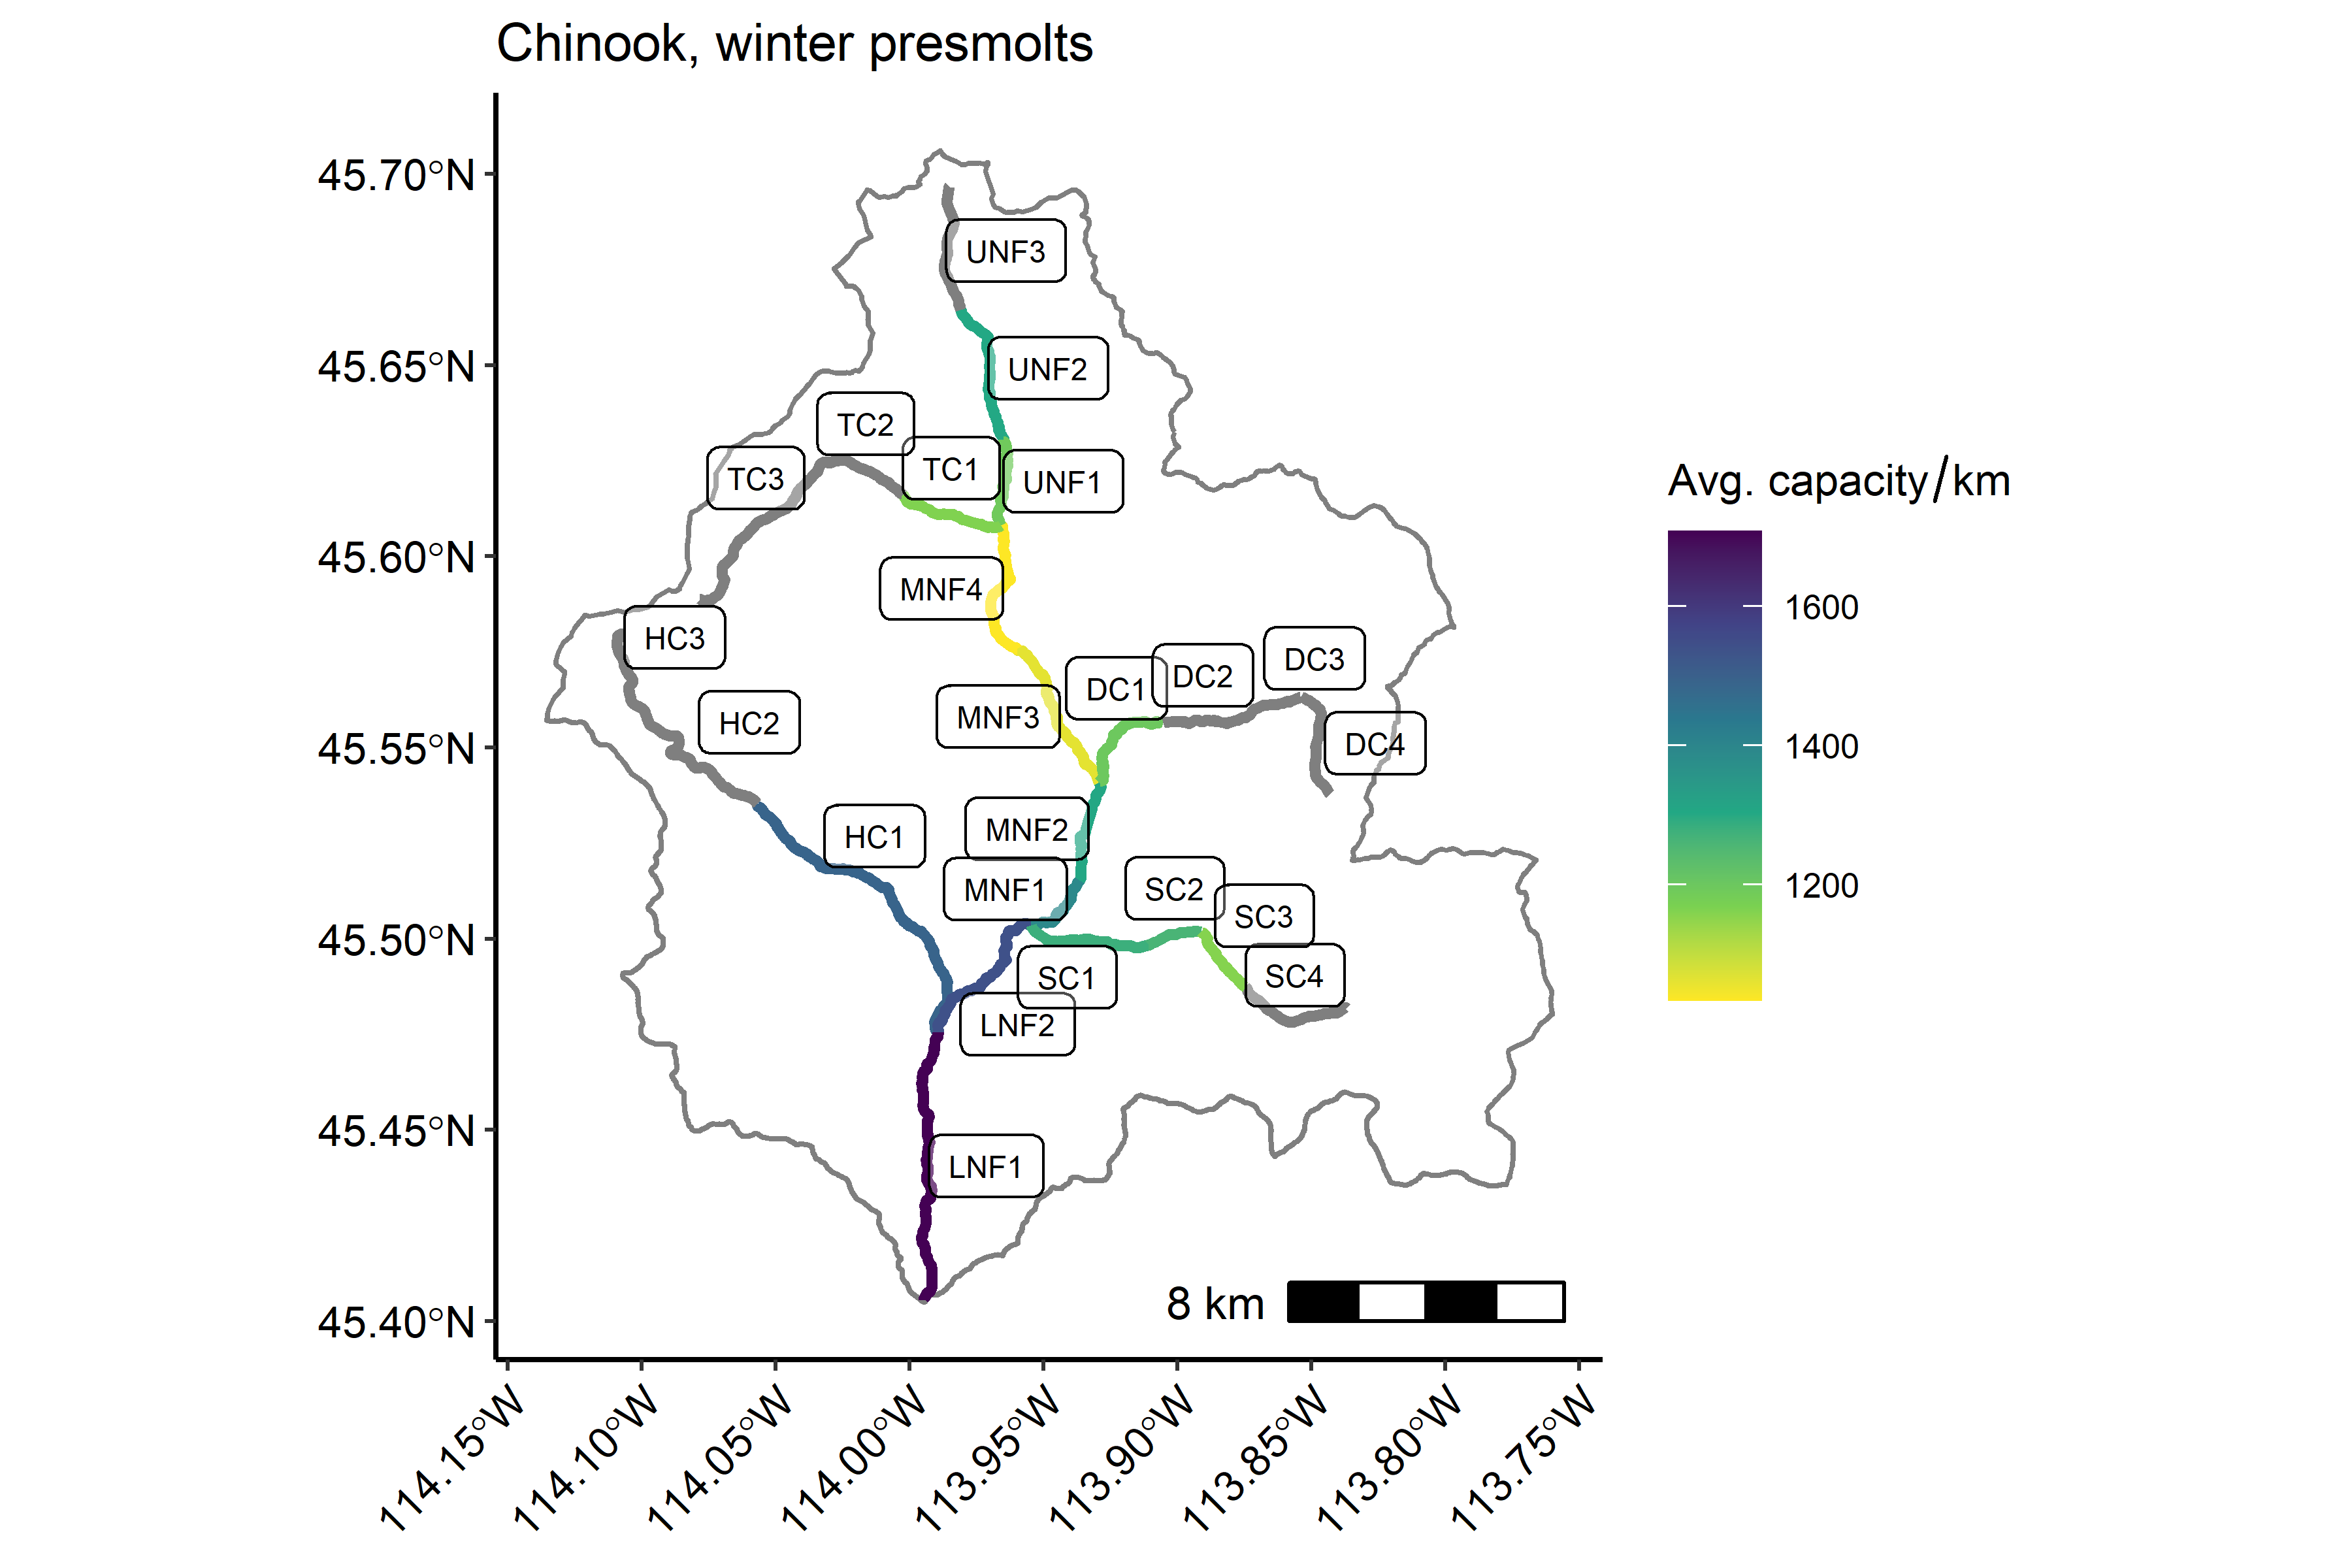 Chinook, winter presmolts
45.70°N
45.65°N
45.60°N
45.55°N
45.50°N
45.45°N
45.40°N
UNF3
UNF2
TC2
TC1
TC3
UNF1
MNF4
HC3
DC3
DC2
DC1
MNF3
HC2
DC4
MNF2
HC1
MNF1
SC2
SC3
SC1
SC4
LNF2
LNF1
8 km
114.15°W
114.10°W
114.05°W
114.00°W
113.95°W
113.90°W
113.85°W
113.80°W
113.75°W
Avg. capacity/km
1600
1400
1200